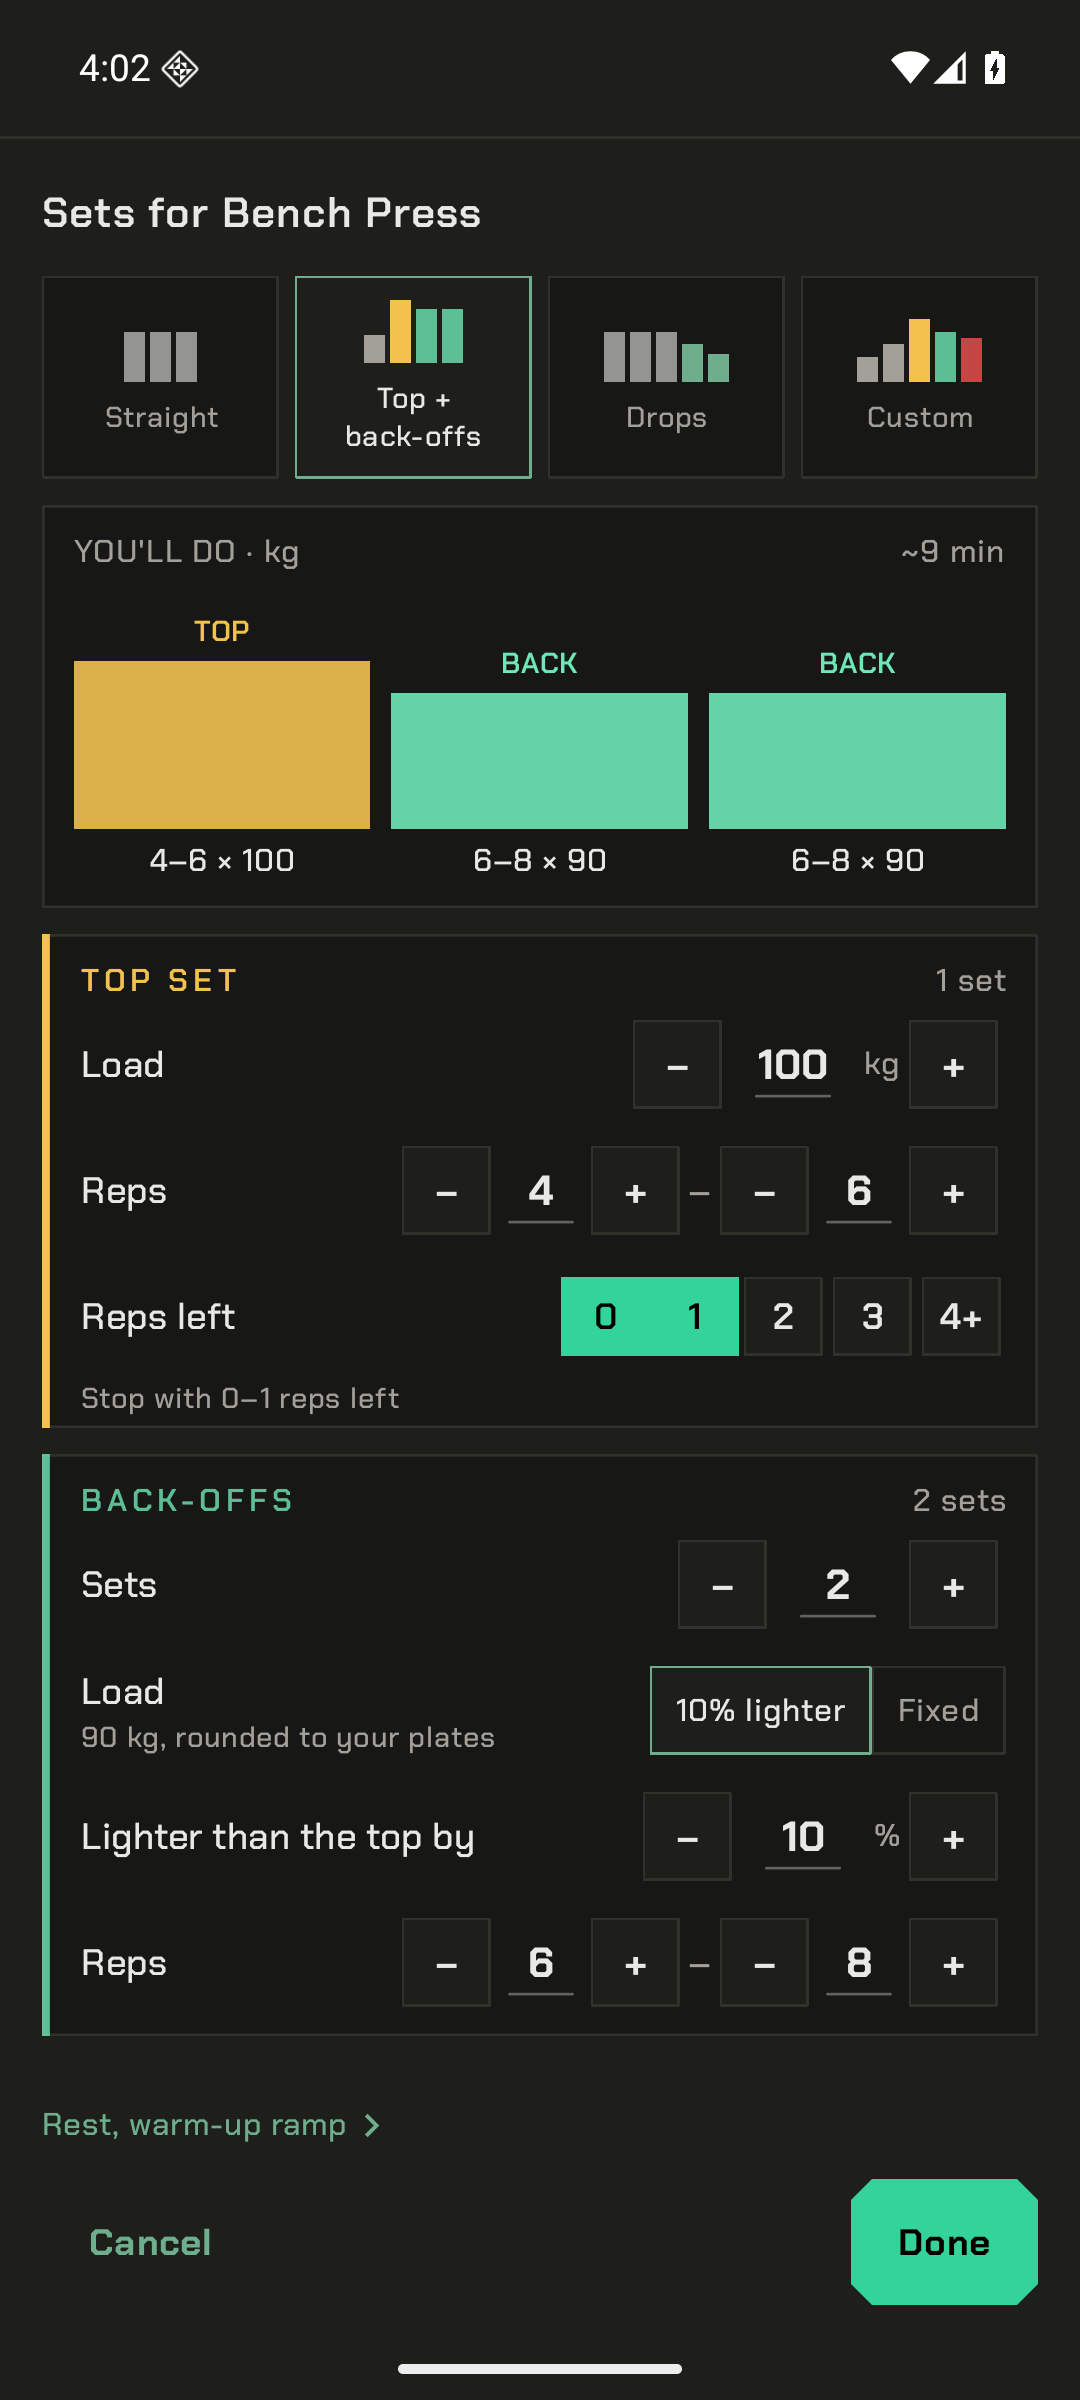 4:02
Sets for Bench Press
Straight
Top +
back-offs
Drops
Custom
YOU'LL DO · kg
~9 min
TOP
BACK
BACK
4–6 × 100
6–8 × 90
6–8 × 90
TOP SET
1 set
Load
– 100 kg +
Reps
– 4 + – – 6 +
Reps left
0 1 2 3 4+
Stop with 0–1 reps left
BACK-OFFS
2 sets
Sets
– 2 +
Load
90 kg, rounded to your plates
10% lighter
Fixed
Lighter than the top by
– 10 % +
Reps
– 6 + – – 8 +
Rest, warm-up ramp
Cancel
Done